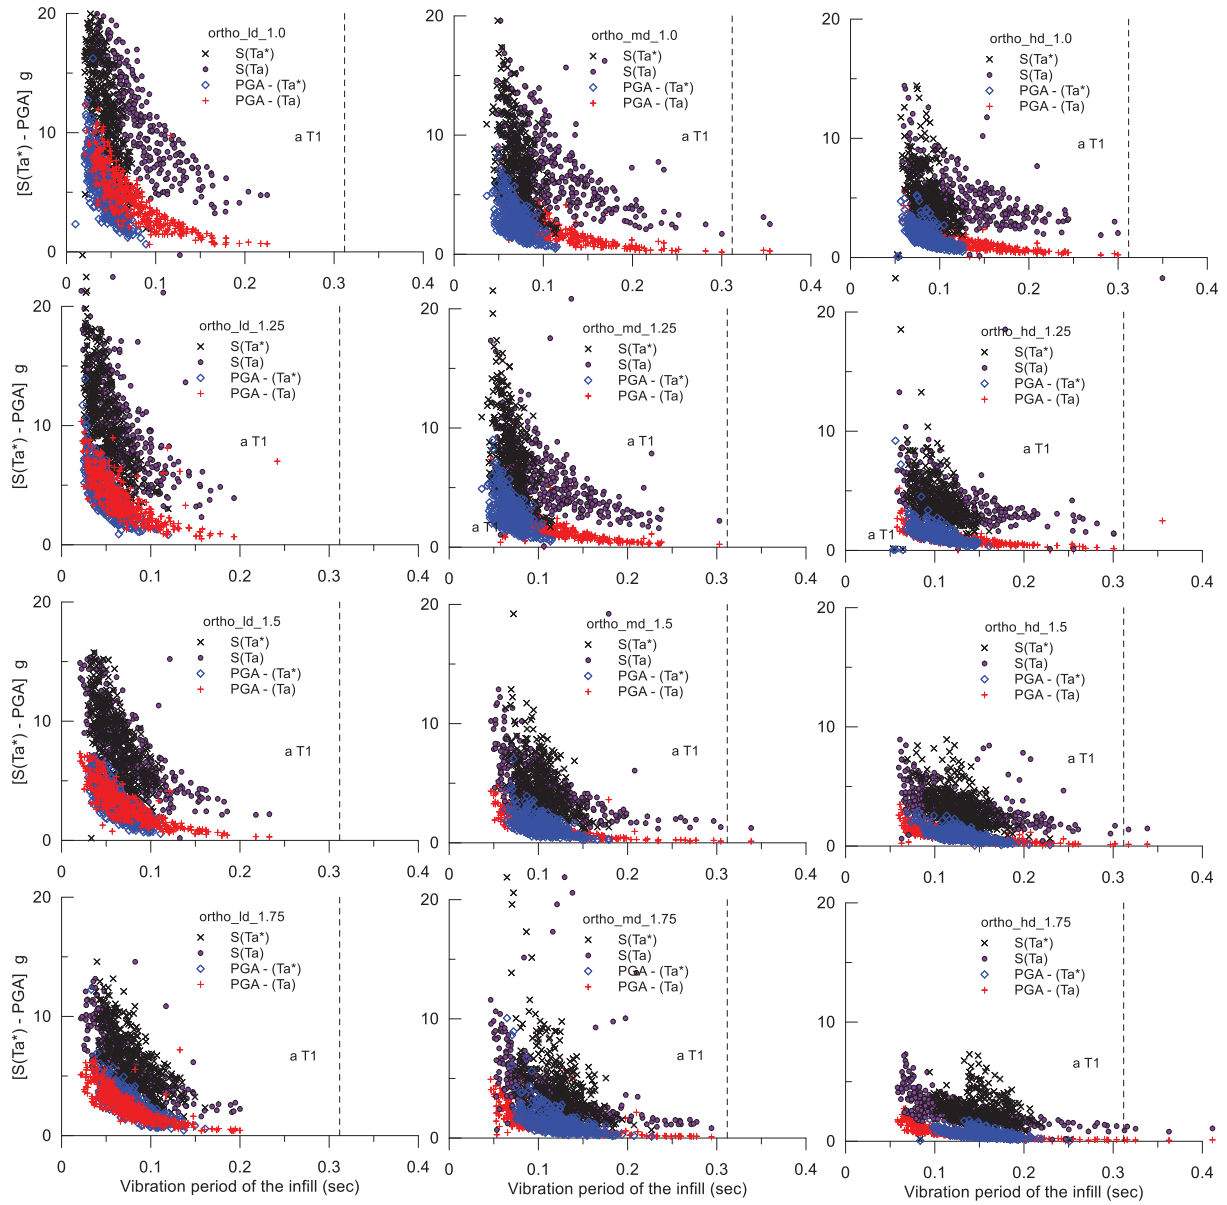 20
10
0
[S(Ta*) - PGA] g
ortho_ld_1.0
S(Ta*)
S(Ta)
PGA - (Ta*)
PGA - (Ta)
a T1
0 0.1 0.2 0.3 0.4
20
10
0
ortho_md_1.0
S(Ta*)
S(Ta)
PGA - (Ta*)
PGA - (Ta)
a T1
0 0.1 0.2 0.3 0.4
20
10
0
ortho_hd_1.0
S(Ta*)
S(Ta)
PGA - (Ta*)
PGA - (Ta)
a T1
0 0.1 0.2 0.3 0.4
20
10
0
[S(Ta*) - PGA] g
ortho_ld_1.25
S(Ta*)
S(Ta)
PGA - (Ta*)
PGA - (Ta)
a T1
0 0.1 0.2 0.3 0.4
20
10
0
ortho_md_1.25
S(Ta*)
S(Ta)
PGA - (Ta*)
PGA - (Ta)
a T1
a T1
0 0.1 0.2 0.3 0.4
20
10
0
ortho_hd_1.25
S(Ta*)
S(Ta)
PGA - (Ta*)
PGA - (Ta)
a T1
a T1
0 0.1 0.2 0.3 0.4
20
10
0
[S(Ta*) - PGA] g
ortho_ld_1.5
S(Ta*)
S(Ta)
PGA - (Ta*)
PGA - (Ta)
a T1
0 0.1 0.2 0.3 0.4
20
10
0
ortho_md_1.5
S(Ta*)
S(Ta)
PGA - (Ta*)
PGA - (Ta)
a T1
0 0.1 0.2 0.3 0.4
20
10
0
ortho_hd_1.5
S(Ta*)
S(Ta)
PGA - (Ta*)
PGA - (Ta)
a T1
0 0.1 0.2 0.3 0.4
20
10
0
[S(Ta*) - PGA] g
ortho_ld_1.75
S(Ta*)
S(Ta)
PGA - (Ta*)
PGA - (Ta)
a T1
0 0.1 0.2 0.3 0.4
Vibration period of the infill (sec)
20
10
0
ortho_md_1.75
S(Ta*)
S(Ta)
PGA - (Ta*)
PGA - (Ta)
a T1
0 0.1 0.2 0.3 0.4
Vibration period of the infill (sec)
20
10
0
ortho_hd_1.75
S(Ta*)
S(Ta)
PGA - (Ta*)
PGA - (Ta)
a T1
0 0.1 0.2 0.3 0.4
Vibration period of the infill (sec)